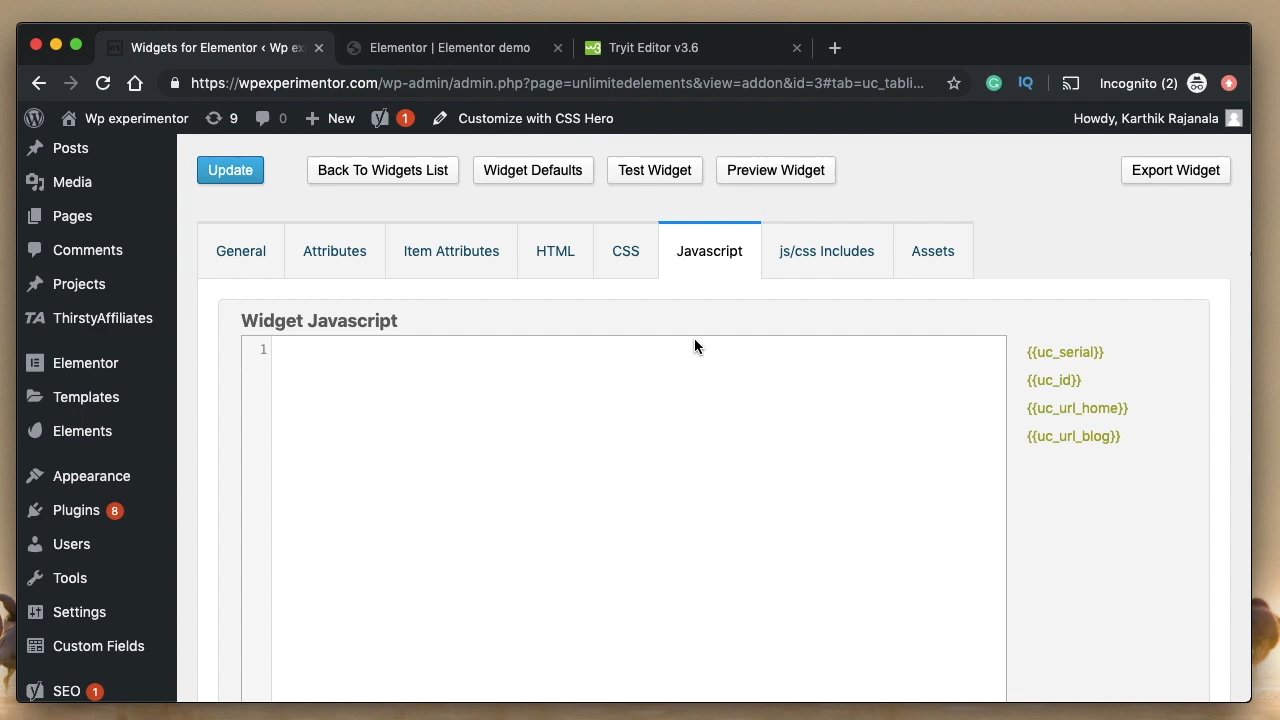 Widgets for Elementor ‹ Wp ex
Elementor | Elementor demo
Tryit Editor v3.6
https://wpexperimentor.com/wp-admin/admin.php?page=unlimitedelements&view=addon&id=3#tab=uc_tabli...
IQ
Incognito (2)
Wp experimentor
9
0
New
1
Customize with CSS Hero
Howdy, Karthik Rajanala
Posts
Media
Pages
Comments
Projects
TA ThirstyAffiliates
Elementor
Templates
Elements
Appearance
Plugins 8
Users
Tools
Settings
Custom Fields
SEO 1
Update
Back To Widgets List
Widget Defaults
Test Widget
Preview Widget
Export Widget
General
Attributes
Item Attributes
HTML
CSS
Javascript
js/css Includes
Assets
Widget Javascript
1
{{uc_serial}}
{{uc_id}}
{{uc_url_home}}
{{uc_url_blog}}